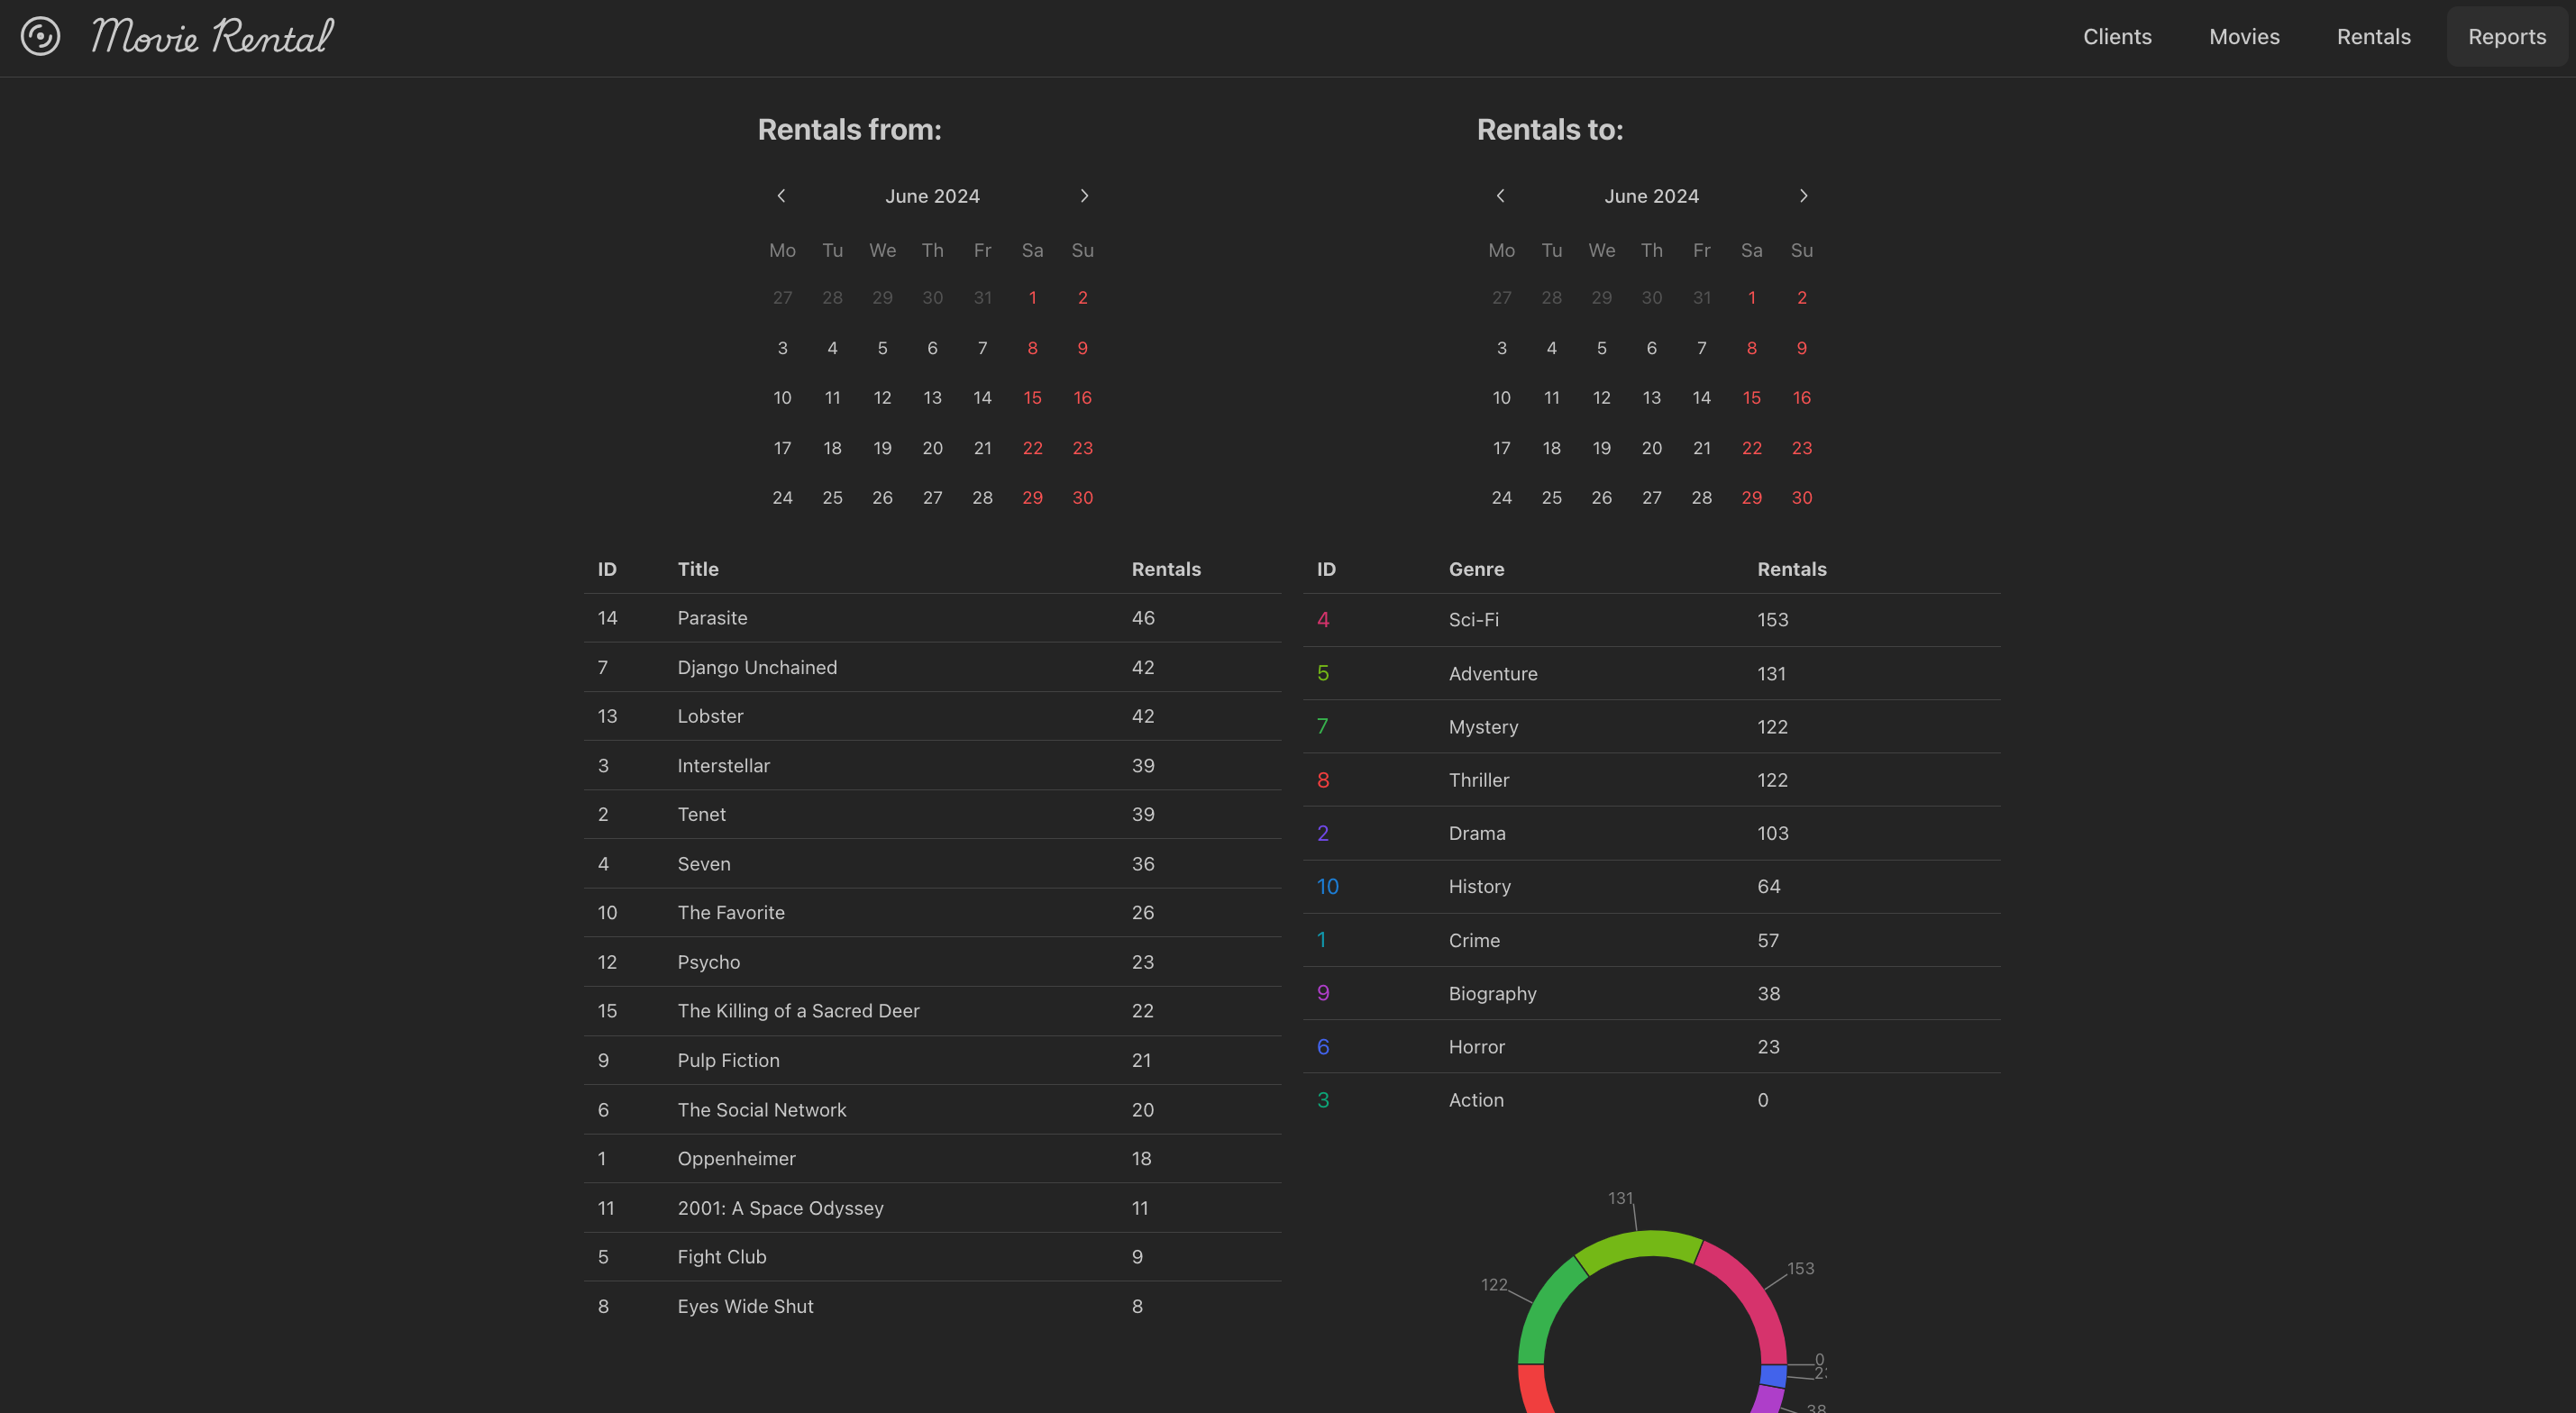 Movie Rental
Clients Movies Rentals Reports
Rentals from:
June 2024
Mo Tu We Th Fr Sa Su
27 28 29 30 31 1 2
3 4 5 6 7 8 9
10 11 12 13 14 15 16
17 18 19 20 21 22 23
24 25 26 27 28 29 30
Rentals to:
June 2024
Mo Tu We Th Fr Sa Su
27 28 29 30 31 1 2
3 4 5 6 7 8 9
10 11 12 13 14 15 16
17 18 19 20 21 22 23
24 25 26 27 28 29 30
ID Title Rentals
14 Parasite 46
7 Django Unchained 42
13 Lobster 42
3 Interstellar 39
2 Tenet 39
4 Seven 36
10 The Favorite 26
12 Psycho 23
15 The Killing of a Sacred Deer 22
9 Pulp Fiction 21
6 The Social Network 20
1 Oppenheimer 18
11 2001: A Space Odyssey 11
5 Fight Club 9
8 Eyes Wide Shut 8
ID Genre Rentals
4 Sci-Fi 153
5 Adventure 131
7 Mystery 122
8 Thriller 122
2 Drama 103
10 History 64
1 Crime 57
9 Biography 38
6 Horror 23
3 Action 0
131
153
122
0
38